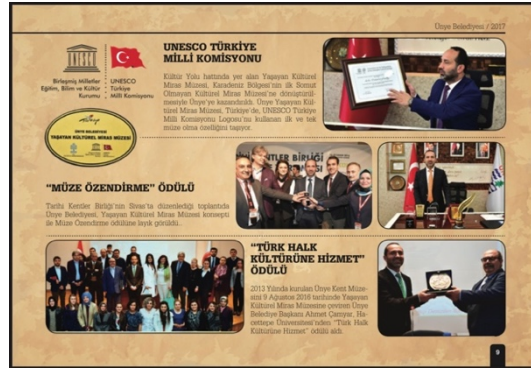 Ünye Belediyesi / 2017
UNESCO TÜRKİYE
MİLLİ KOMİSYONU
Birleşmiş Milletler
Eğitim, Bilim ve Kültür
Kurumu
UNESCO
Türkiye
Milli Komisyonu
Kültür Yolu hattında yer alan Yaşayan Kültürel
Miras Müzesi, Karadeniz Bölgesi'nin ilk Somut
Olmayan Kültürel Miras Müzesi'ne dönüştürül-
mesiyle Ünye'ye kazandırıldı. Ünye Yaşayan Kül-
türel Miras Müzesi, Türkiye'de, UNESCO Türkiye
Milli Komisyonu Logosu'nu kullanan ilk ve tek
müze olma özelliğini taşıyor.
ÜNYE BELEDİYESİ
YAŞAYAN KÜLTÜREL MİRAS MÜZESİ
"MÜZE ÖZENDİRME" ÖDÜLÜ
Tarihi Kentler Birliği'nin Sivas'ta düzenlediği toplantıda
Ünye Belediyesi, Yaşayan Kültürel Miras Müzesi konsepti
ile Müze Özendirme ödülüne layık görüldü.
KENTLER BİRLİĞİ
"TÜRK HALK
KÜLTÜRÜNE HİZMET"
ÖDÜLÜ
2013 Yılında kurulan Ünye Kent Müze-
sini 9 Ağustos 2016 tarihinde Yaşayan
Kültürel Miras Müzesine çeviren Ünye
Belediye Başkanı Ahmet Çamyar, Ha-
cettepe Üniversitesi'nden "Türk Halk
Kültürüne Hizmet" ödülü aldı.
9